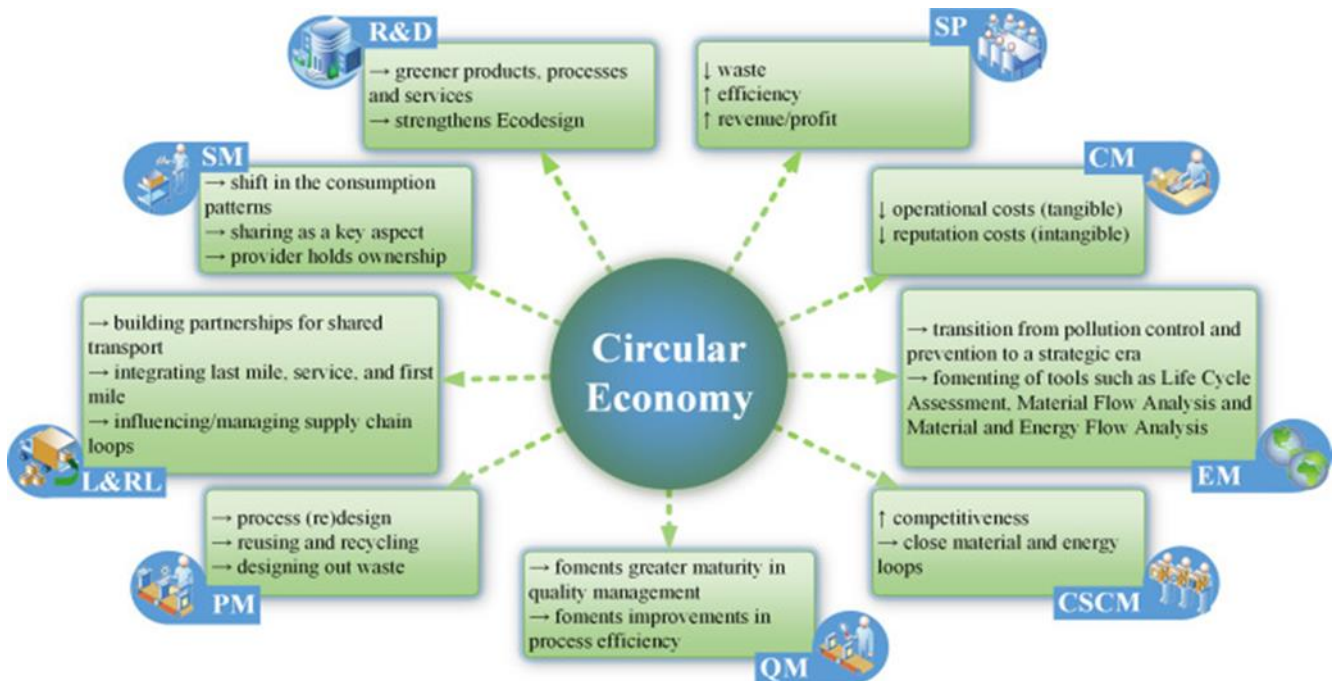 R&D
→ greener products, processes
and services
→ strengthens Ecodesign
SP
↓ waste
↑ efficiency
↑ revenue/profit
SM
→ shift in the consumption
patterns
→ sharing as a key aspect
→ provider holds ownership
CM
↓ operational costs (tangible)
↓ reputation costs (intangible)
Circular
Economy
→ building partnerships for shared
transport
→ integrating last mile, service, and first
mile
→ influencing/managing supply chain
loops
L&RL
→ transition from pollution control and
prevention to a strategic era
→ fomenting of tools such as Life Cycle
Assessment, Material Flow Analysis and
Material and Energy Flow Analysis
EM
→ process (re)design
→ reusing and recycling
→ designing out waste
PM
→ foments greater maturity in
quality management
→ foments improvements in
process efficiency
QM
↑ competitiveness
→ close material and energy
loops
CSCM